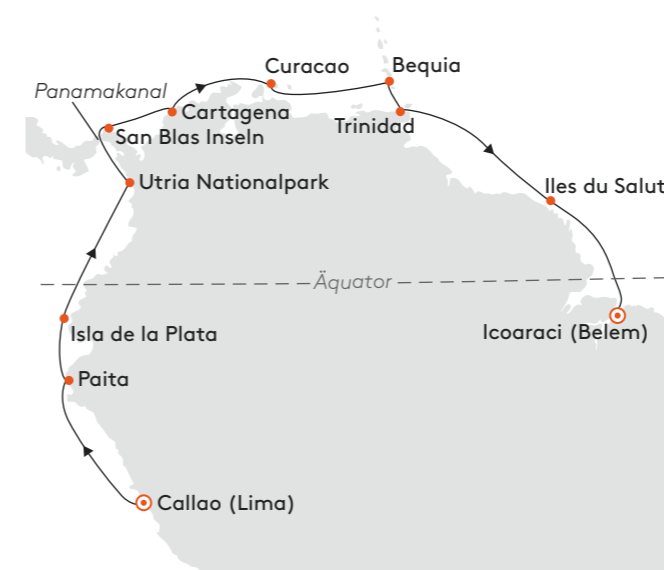 Curacao
Bequia
Panamakanal
Cartagena
Trinidad
San Blas Inseln
Utria Nationalpark
Iles du Salut
Äquator
Isla de la Plata
Icoaraci (Belem)
Paita
Callao (Lima)